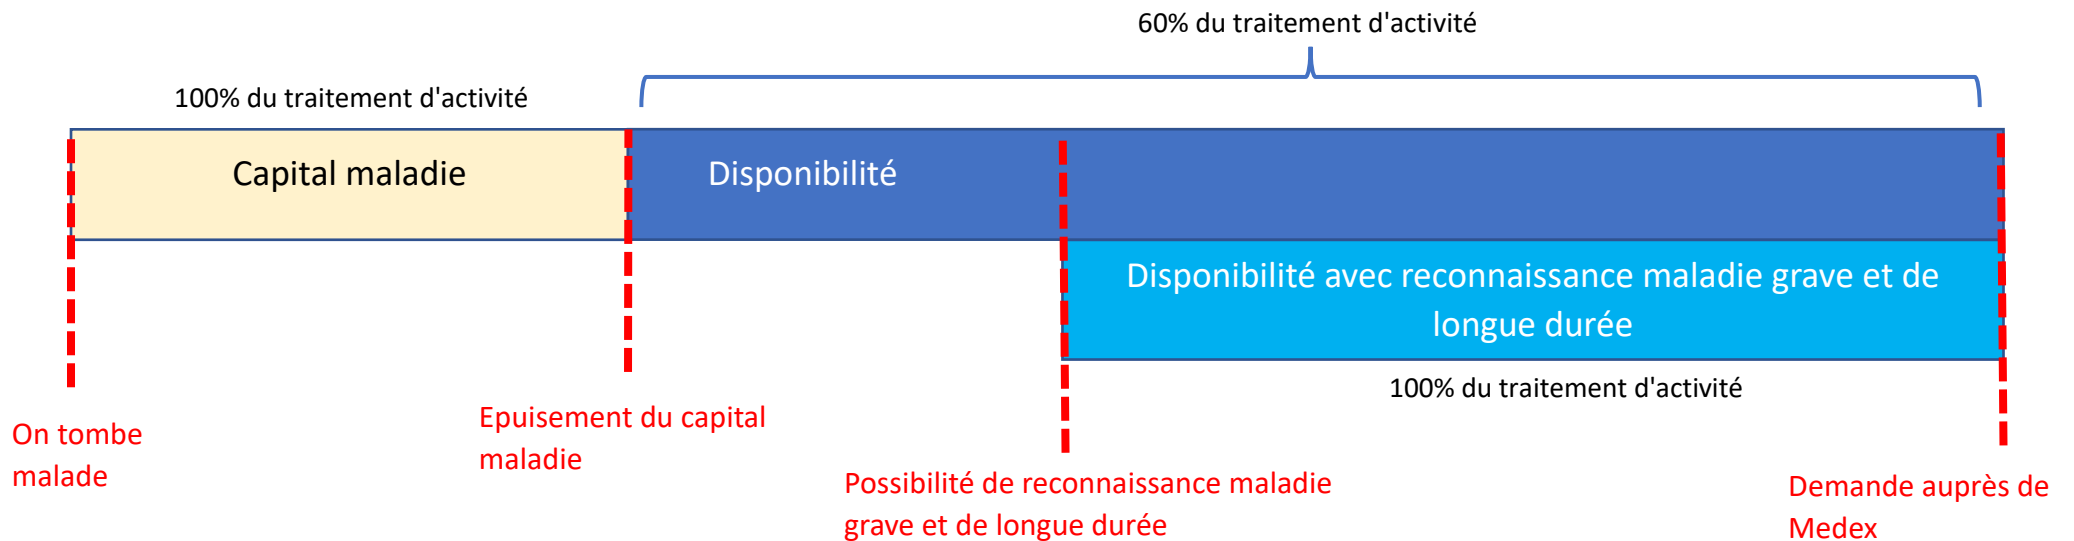 60% du traitement d'activité
100% du traitement d'activité
Capital maladie
Disponibilité
Disponibilité avec reconnaissance maladie grave et de
longue durée
100% du traitement d'activité
On tombe
malade
Epuisement du capital
maladie
Possibilité de reconnaissance maladie
grave et de longue durée
Demande auprès de
Medex